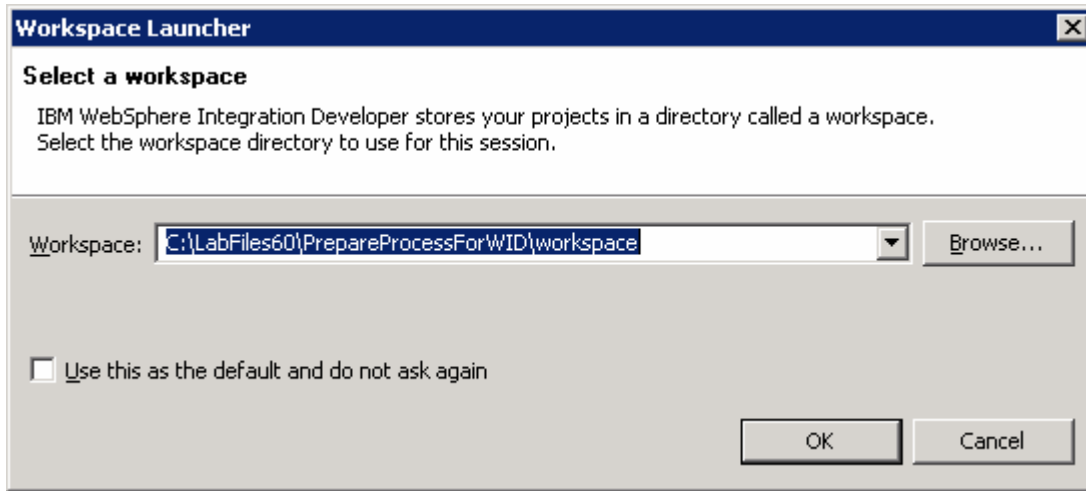 Workspace Launcher
Select a workspace
IBM WebSphere Integration Developer stores your projects in a directory called a workspace.
Select the workspace directory to use for this session.
Workspace: C:\LabFiles60\PrepareProcessForWID\workspace Browse...
Use this as the default and do not ask again
OK Cancel